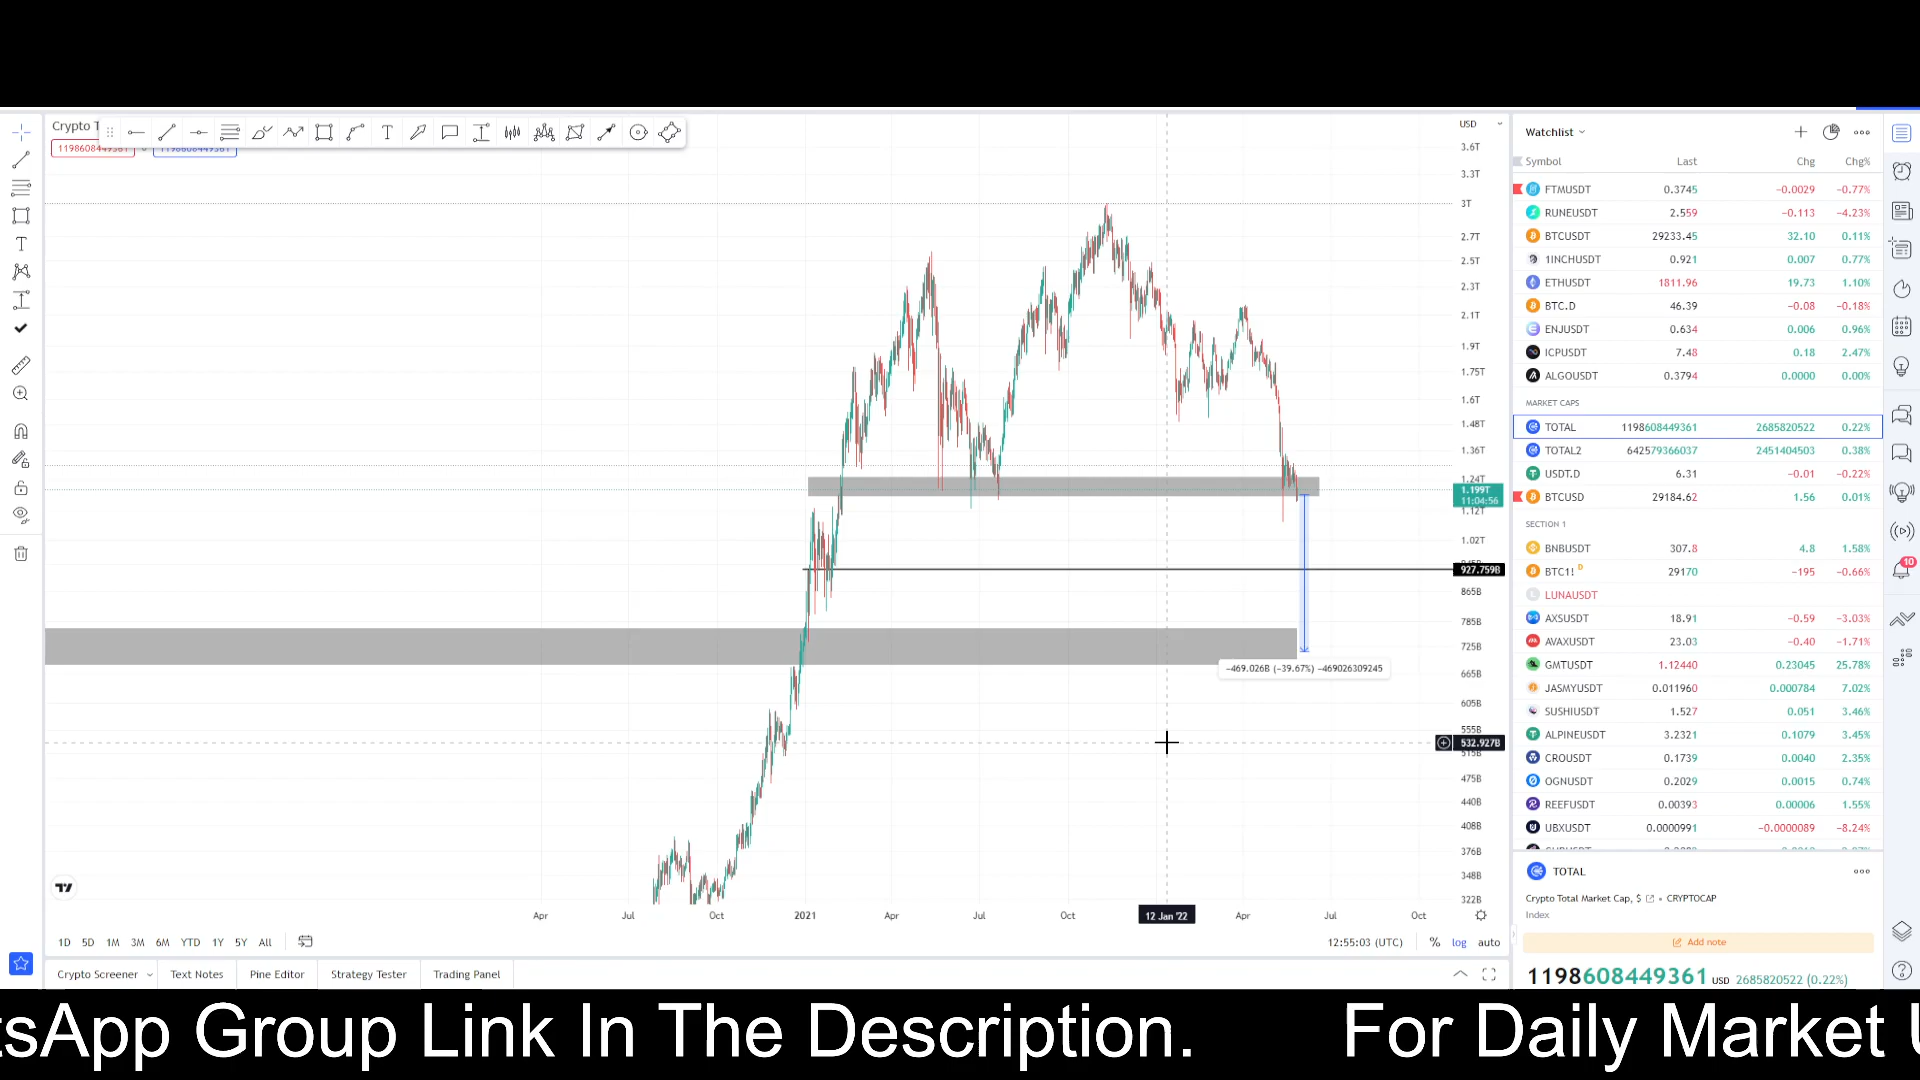 Crypto T
USD
1198608449361
1198608449361
3.6T
3.3T
3T
2.7T
2.5T
2.3T
2.1T
1.9T
1.75T
1.6T
1.48T
1.36T
1.24T
1.199T
11:04:56
1.12T
1.02T
927.759B
865B
785B
725B
665B
605B
555B
532.927B
515B
475B
440B
408B
376B
348B
322B
−469.026B (−39.67%) −469026309245
Apr Jul Oct 2021 Apr Jul Oct 12 Jan '22 Apr Jul Oct
1D 5D 1M 3M 6M YTD 1Y 5Y All
12:55:03 (UTC) % log auto
Crypto Screener Text Notes Pine Editor Strategy Tester Trading Panel
Watchlist
Symbol Last Chg Chg%
FTMUSDT 0.3745 −0.0029 −0.77%
RUNEUSDT 2.559 −0.113 −4.23%
BTCUSDT 29233.45 32.10 0.11%
1INCHUSDT 0.921 0.007 0.77%
ETHUSDT 1811.96 19.73 1.10%
BTC.D 46.39 −0.08 −0.18%
ENJUSDT 0.634 0.006 0.96%
ICPUSDT 7.48 0.18 2.47%
ALGOUSDT 0.3794 0.0000 0.00%
MARKET CAPS
TOTAL 1198608449361 2685820522 0.22%
TOTAL2 642579366037 2451404503 0.38%
USDT.D 6.31 −0.01 −0.22%
BTCUSD 29184.62 1.56 0.01%
SECTION 1
BNBUSDT 307.8 4.8 1.58%
BTC1! D 29170 −195 −0.66%
LUNAUSDT
AXSUSDT 18.91 −0.59 −3.03%
AVAXUSDT 23.03 −0.40 −1.71%
GMTUSDT 1.12440 0.23045 25.78%
JASMYUSDT 0.011960 0.000784 7.02%
SUSHIUSDT 1.527 0.051 3.46%
ALPINEUSDT 3.2321 0.1079 3.45%
CROUSDT 0.1739 0.0040 2.35%
OGNUSDT 0.2029 0.0015 0.74%
REEFUSDT 0.00393 0.00006 1.55%
UBXUSDT 0.0000991 −0.0000089 −8.24%
TOTAL
Crypto Total Market Cap, $ • CRYPTOCAP
Index
Add note
1198608449361 USD 2685820522 (0.22%)
10
tsApp Group Link In The Description. For Daily Market